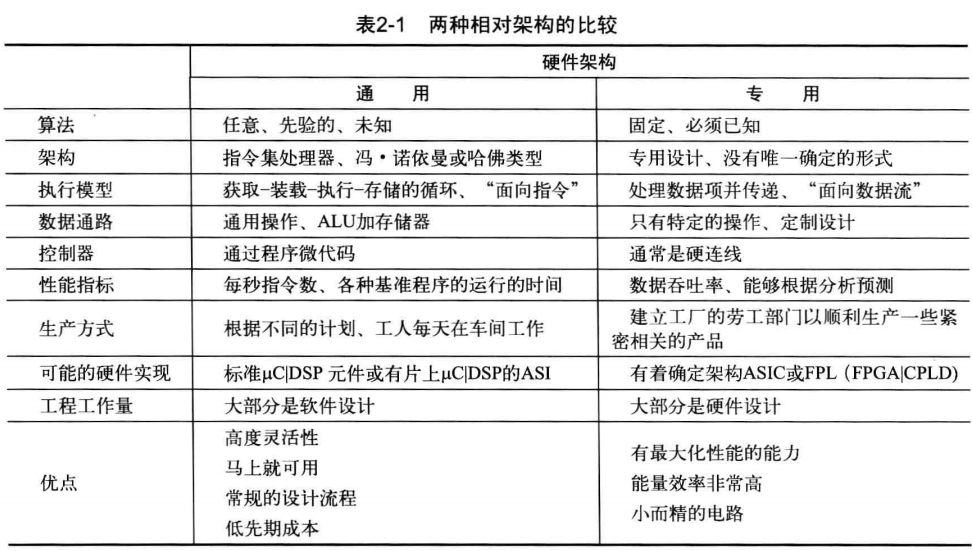 表2-1 两种相对架构的比较
硬件架构
通 用 专 用
算法 任意、先验的、未知 固定、必须已知
架构 指令集处理器、冯·诺依曼或哈佛类型 专用设计、没有唯一确定的形式
执行模型 获取-装载-执行-存储的循环、“面向指令” 处理数据项并传递、“面向数据流”
数据通路 通用操作、ALU加存储器 只有特定的操作、定制设计
控制器 通过程序微代码 通常是硬连线
性能指标 每秒指令数、各种基准程序的运行的时间 数据吞吐率、能够根据分析预测
生产方式 根据不同的计划、工人每天在车间工作 建立工厂的劳工部门以顺利生产一些紧
密相关的产品
可能的硬件实现 标准μC|DSP 元件或有片上μC|DSP的ASI 有着确定架构ASIC或FPL（FPGA|CPLD)
工程工作量 大部分是软件设计 大部分是硬件设计
优点
高度灵活性
马上就可用
常规的设计流程
低先期成本
有最大化性能的能力
能量效率非常高
小而精的电路